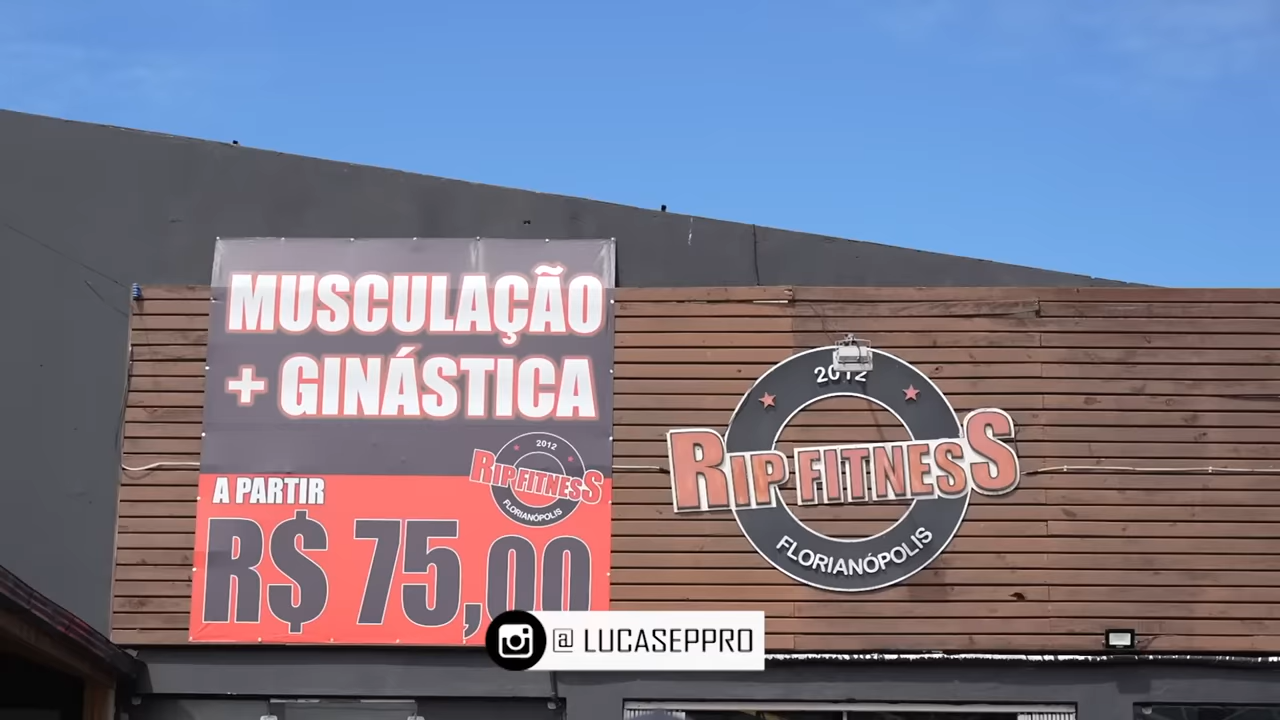 MUSCULAÇÃO
+ GINÁSTICA
2012
RIP FITNESS
FLORIANÓPOLIS
A PARTIR
R$ 75,00
2012
RIP FITNESS
FLORIANÓPOLIS
@ LUCASEPPRO